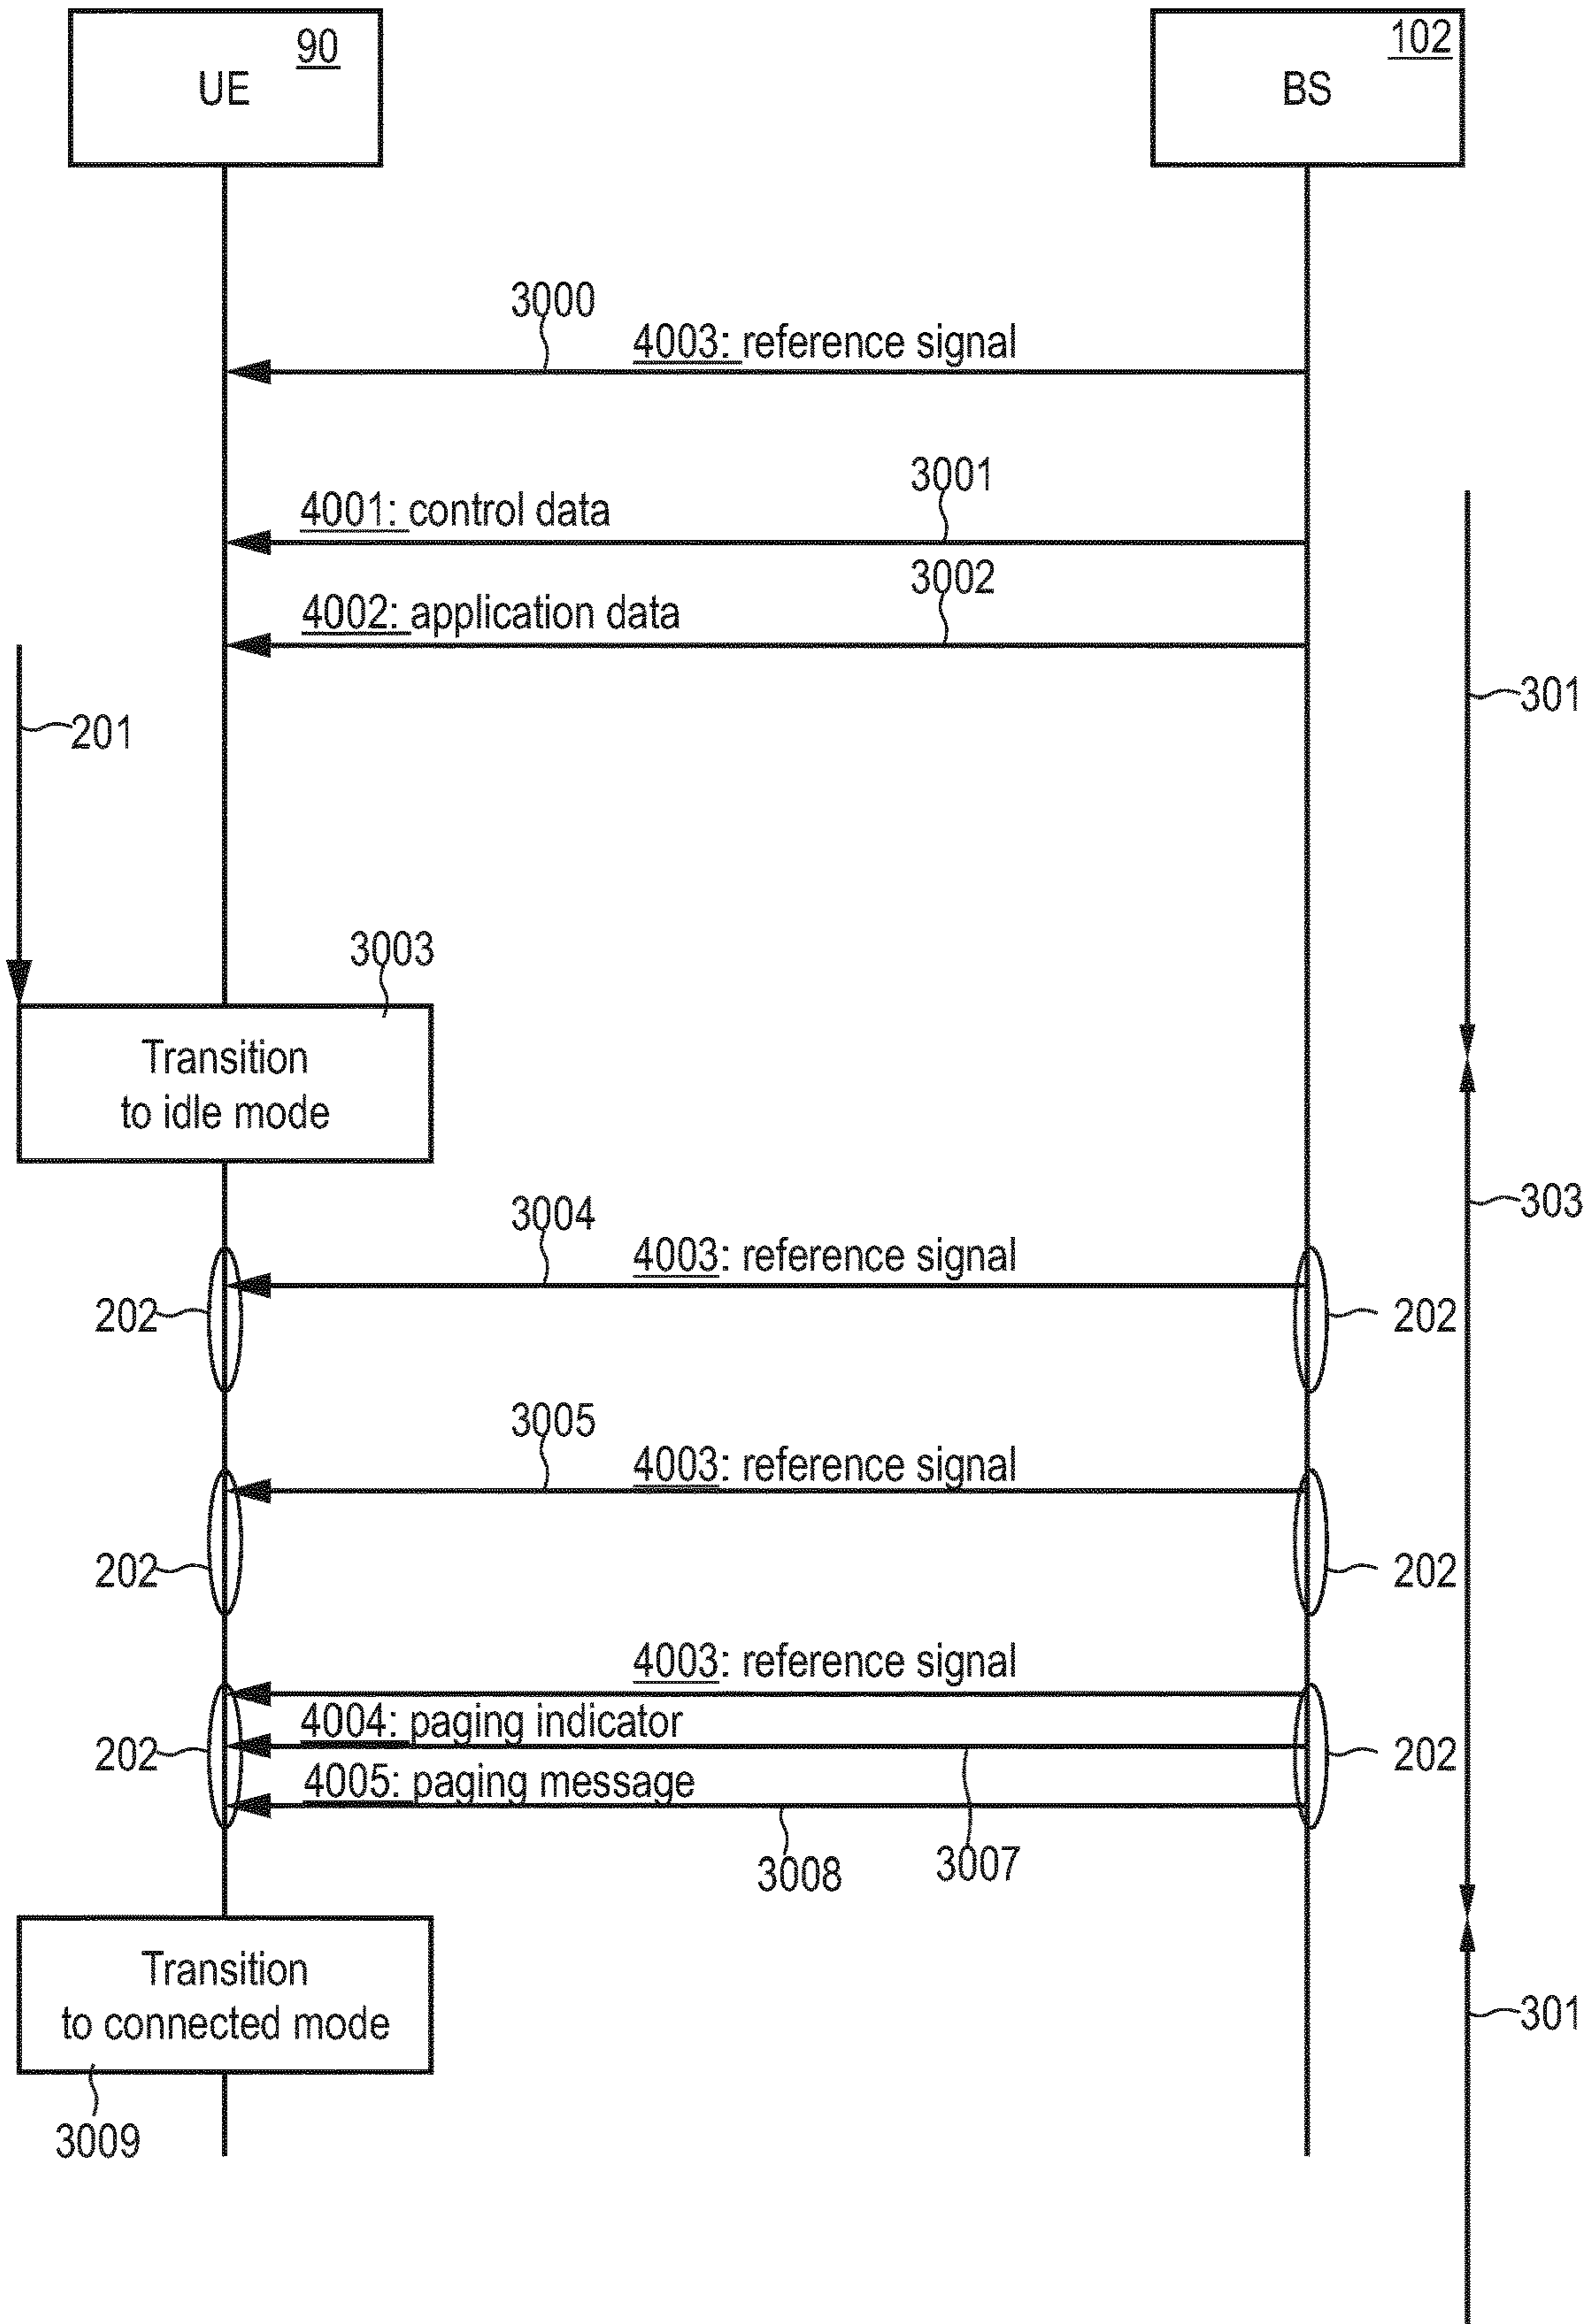 90
UE
102
BS
3000
4003: reference signal
3001
4001: control data
3002
4002: application data
301
201
3003
Transition
to idle mode
303
3004
4003: reference signal
202
202
3005
4003: reference signal
202
202
4003: reference signal
4004: paging indicator
202
202
4005: paging message
3008
3007
Transition
to connected mode
301
3009